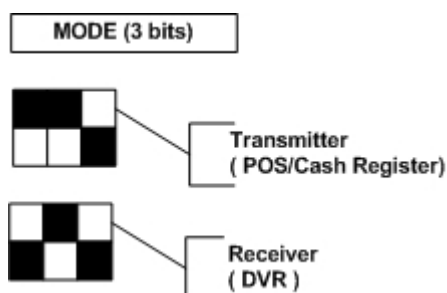 MODE (3 bits)
Transmitter
( POS/Cash Register)
Receiver
( DVR )